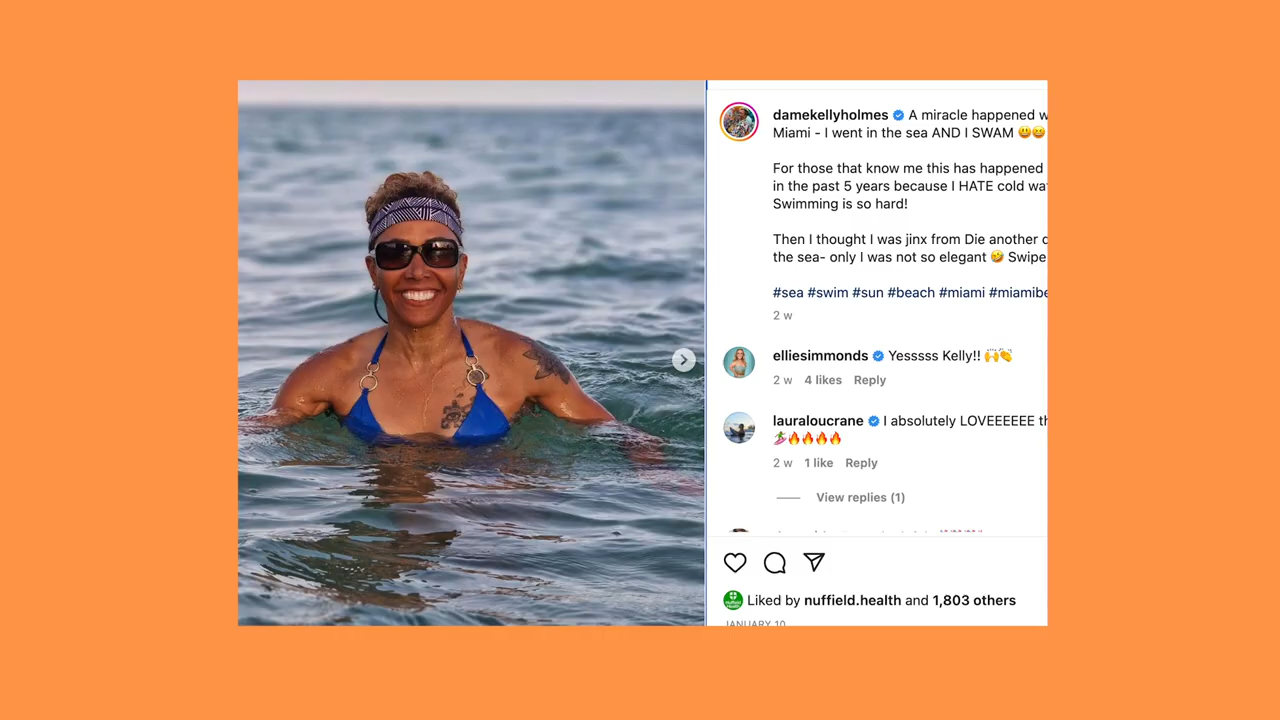 damekellyholmes A miracle happened w
Miami - I went in the sea AND I SWAM 😃😆
For those that know me this has happened
in the past 5 years because I HATE cold wa
Swimming is so hard!
Then I thought I was jinx from Die another
the sea- only I was not so elegant 🤣 Swipe
#sea #swim #sun #beach #miami #miamibe
2 w
elliesimmonds Yesssss Kelly!! 🙌👏
2 w 4 likes Reply
lauraloucrane I absolutely LOVEEEEEE th
🏄🔥🔥🔥🔥
2 w 1 like Reply
View replies (1)
Liked by nuffield.health and 1,803 others
JANUARY 10